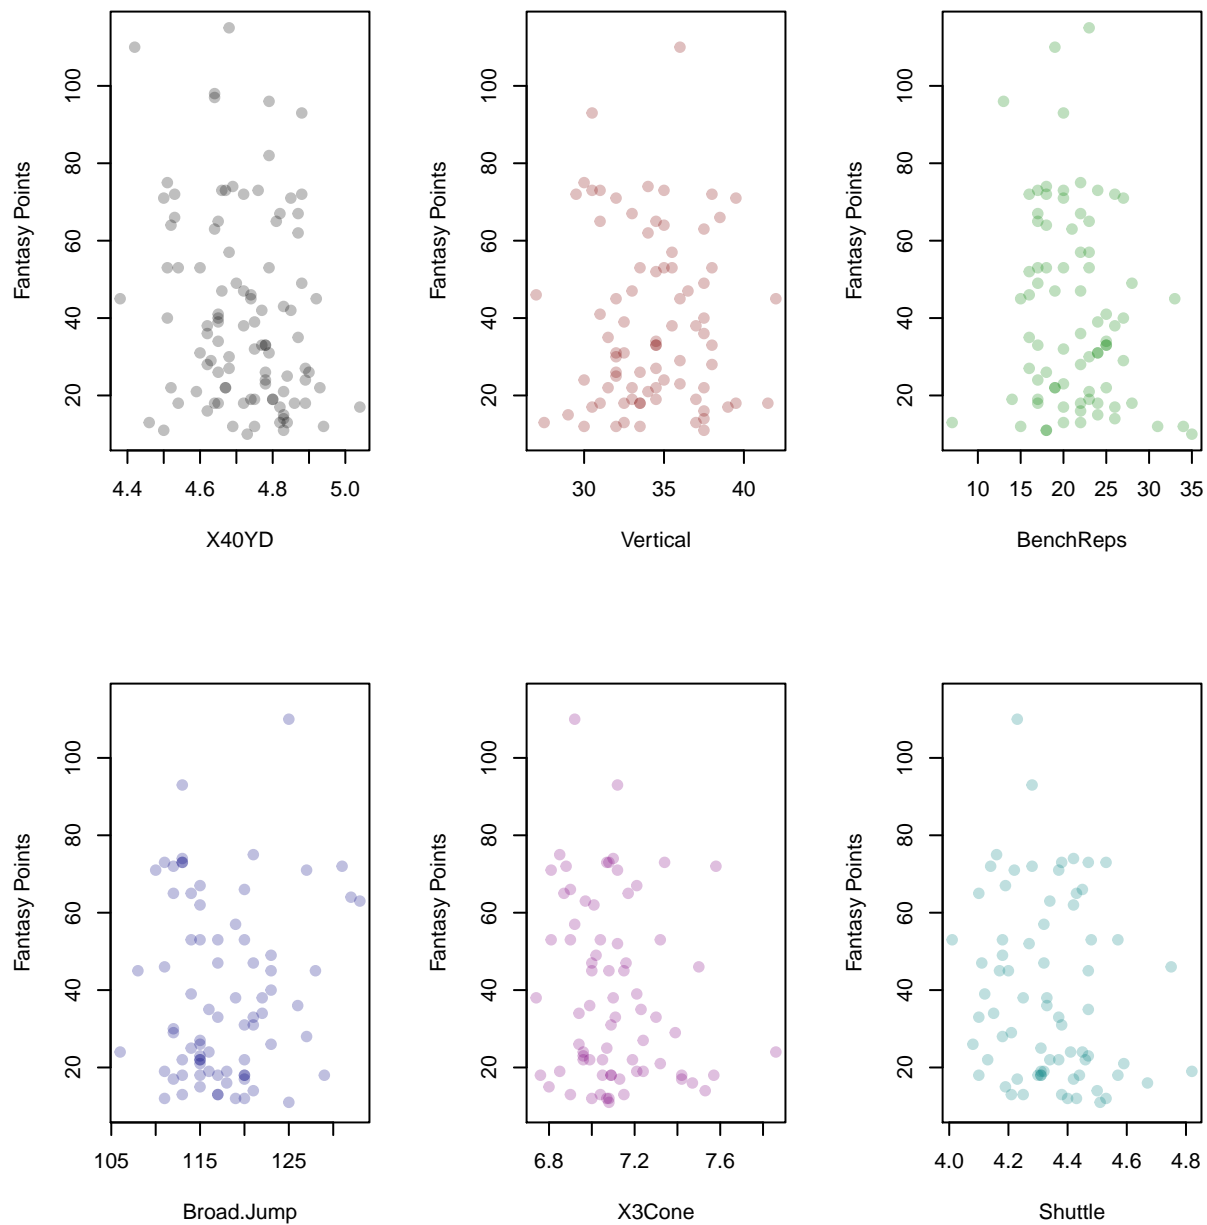 Fantasy Points
20 40 60 80 100
4.4 4.6 4.8 5.0
X40YD
Fantasy Points
20 40 60 80 100
30 35 40
Vertical
Fantasy Points
20 40 60 80 100
10 15 20 25 30 35
BenchReps
Fantasy Points
20 40 60 80 100
105 115 125
Broad.Jump
Fantasy Points
20 40 60 80 100
6.8 7.2 7.6
X3Cone
Fantasy Points
20 40 60 80 100
4.0 4.2 4.4 4.6 4.8
Shuttle